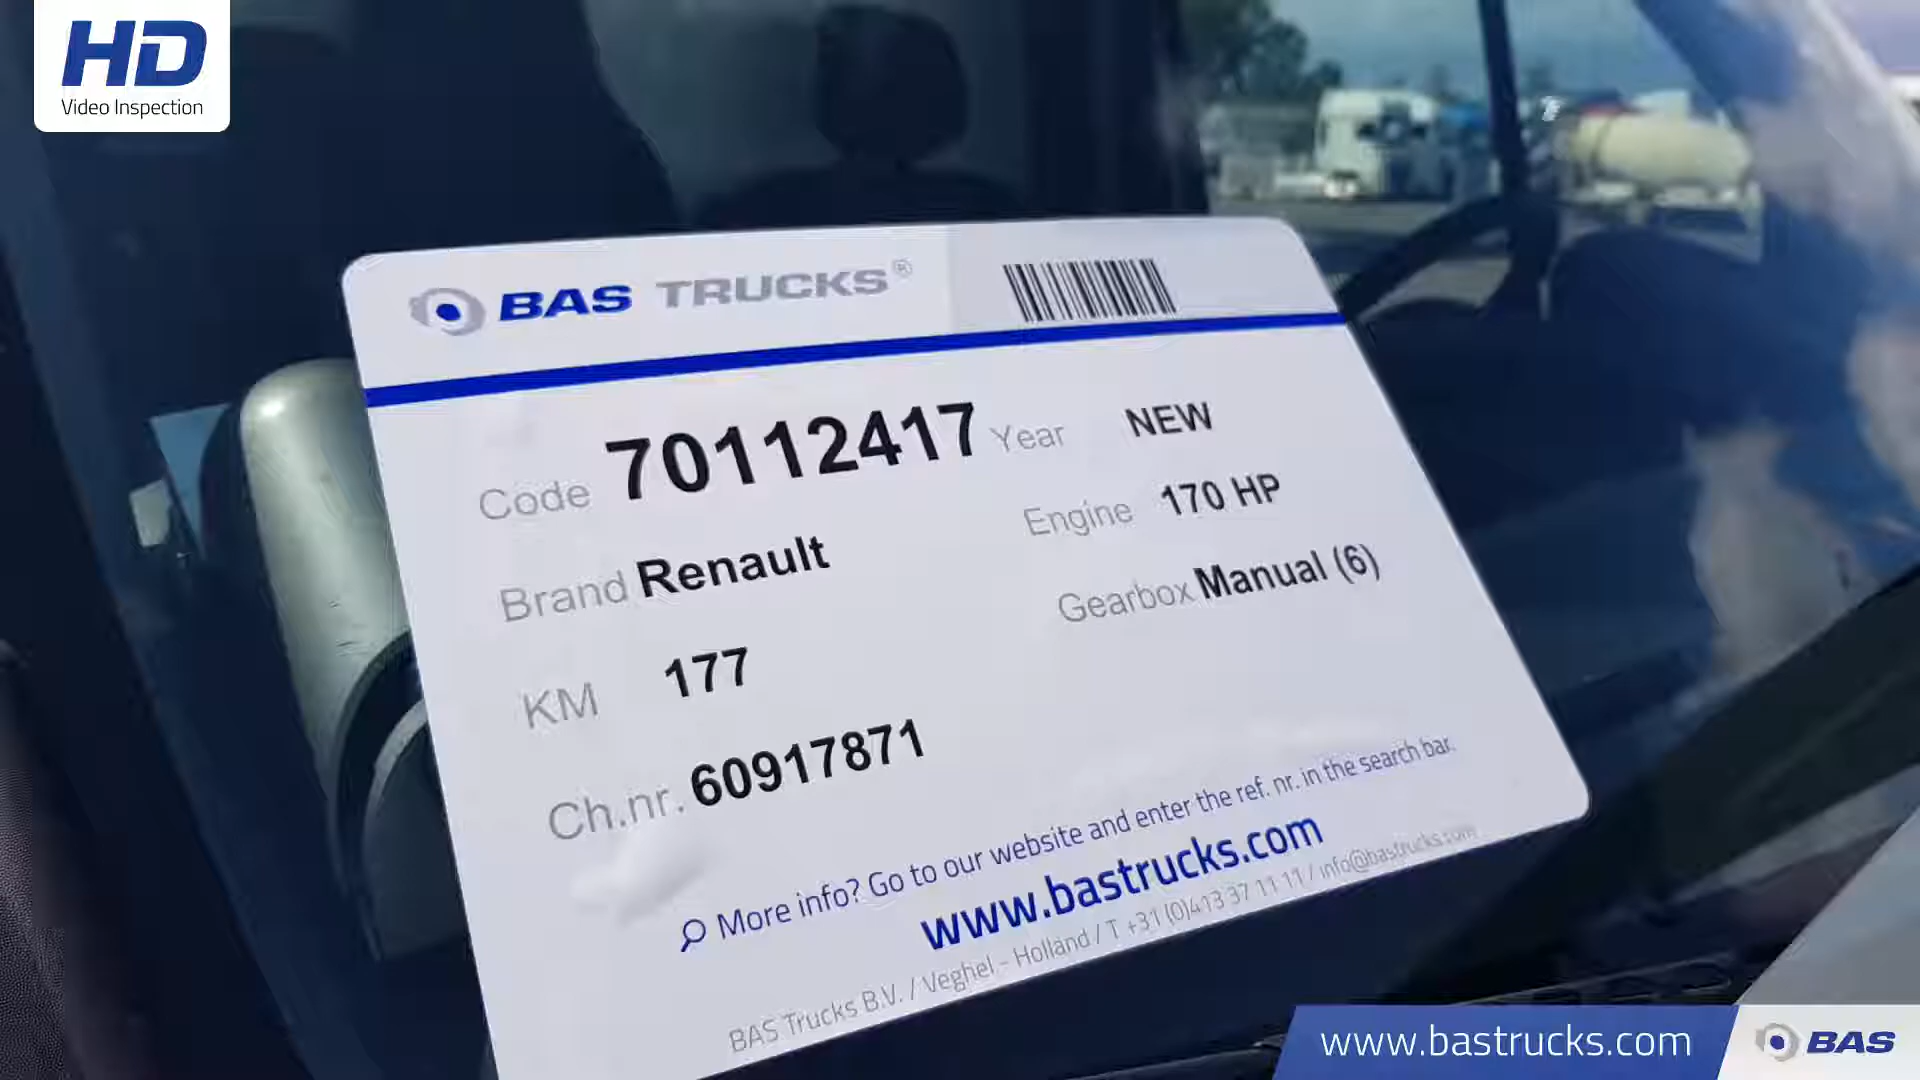 HD
Video Inspection
BAS TRUCKS®
Code 70112417 Year NEW
Brand Renault Engine 170 HP
KM 177 Gearbox Manual (6)
Ch.nr. 60917871
More info? Go to our website and enter the ref. nr. in the search bar.
www.bastrucks.com
BAS Trucks B.V. / Veghel - Holland / T +31 (0)413 37 11 11 / info@bastrucks.com
www.bastrucks.com
BAS